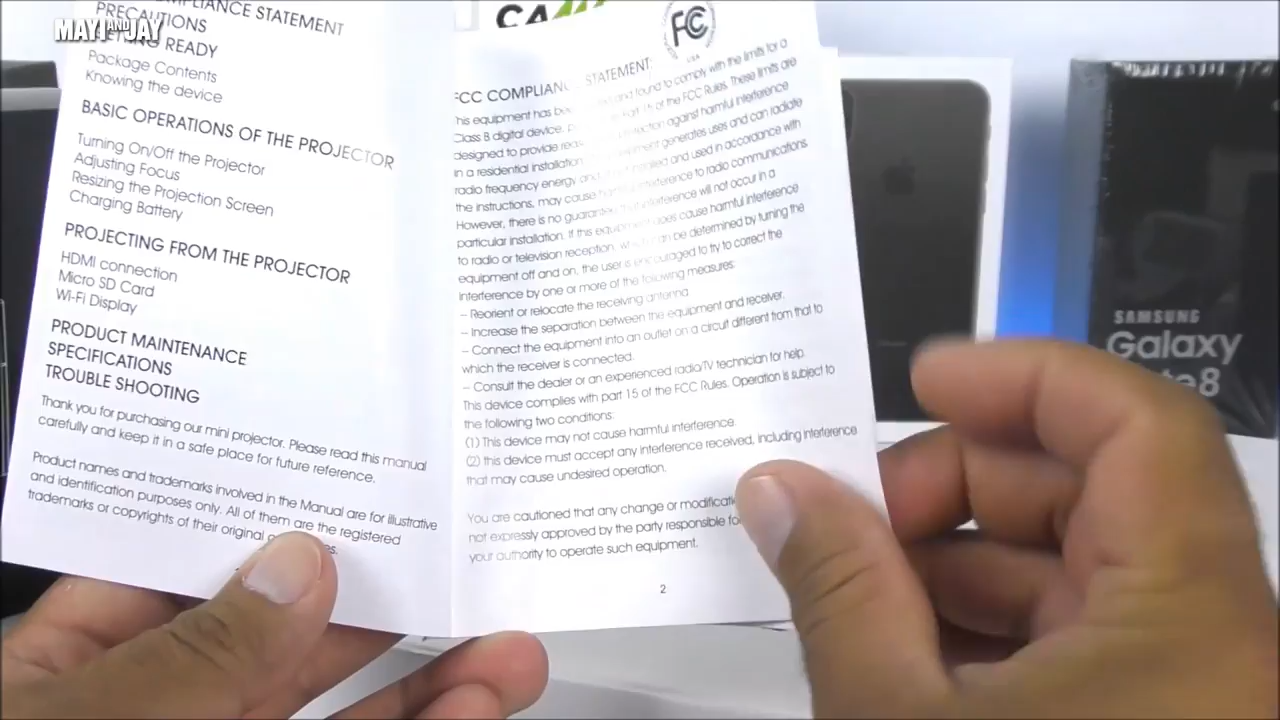 MAYI AND JAY
COMPLIANCE STATEMENT
PRECAUTIONS
READY
Package Contents
Knowing the device
BASIC OPERATIONS OF THE PROJECTOR
Turning On/Off the Projector
Adjusting Focus
Resizing the Projection Screen
Charging Battery
PROJECTING FROM THE PROJECTOR
HDMI connection
Micro SD Card
Wi-Fi Display
PRODUCT MAINTENANCE
SPECIFICATIONS
TROUBLE SHOOTING
Thank you for purchasing our mini projector. Please read this manual
carefully and keep it in a safe place for future reference.
Product names and trademarks involved in the Manual are for illustrative
and identification purposes only. All of them are the registered
trademarks or copyrights of their original
FC
USA
FCC COMPLIANCE STATEMENT:
This equipment has been and found to comply with the limits for a
Class B digital device, to Part 15 of the FCC Rules. These limits are
designed to provide protection against harmful interference
in a residential installation. equipment generates uses and can radiate
radio frequency energy and, installed and used in accordance with
the instructions, may cause harmful interference to radio communications.
However, there is no guarantee that interference will not occur in a
particular installation. If this equipment does cause harmful interference
to radio or television reception, which can be determined by turning the
equipment off and on, the user is encouraged to try to correct the
interference by one or more of the following measures:
– Reorient or relocate the receiving antenna.
– Increase the separation between the equipment and receiver.
– Connect the equipment into an outlet on a circuit different from that to
which the receiver is connected.
– Consult the dealer or an experienced radio/TV technician for help.
This device complies with part 15 of the FCC Rules. Operation is subject to
the following two conditions:
(1) This device may not cause harmful interference.
(2) this device must accept any interference received, including interference
that may cause undesired operation.
You are cautioned that any change or
not expressly approved by the party responsible
your authority to operate such equipment.
2
SAMSUNG
Galaxy